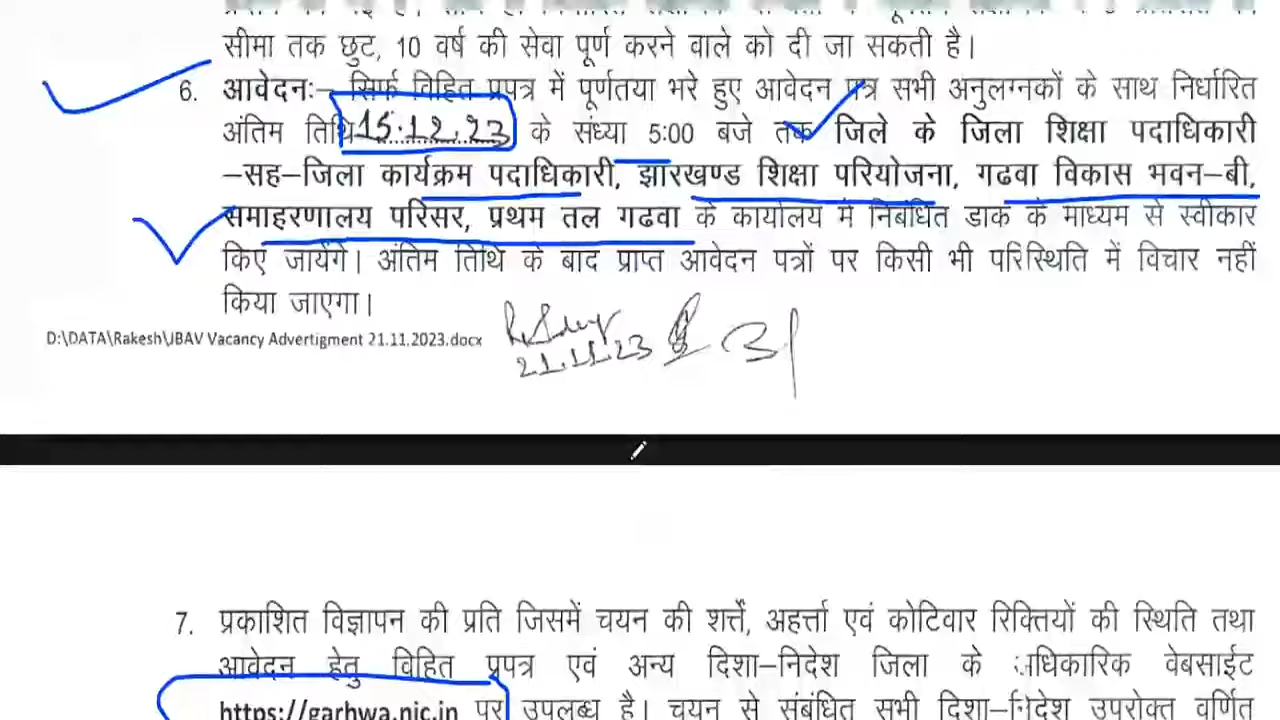 सीमा तक छुट, 10 वर्ष की सेवा पूर्ण करने वाले को दी जा सकती है।
6. आवेदनः– सिर्फ विहित प्रपत्र में पूर्णतया भरे हुए आवेदन पत्र सभी अनुलग्नकों के साथ निर्धारित
अंतिम तिथि 15.12.23 के संध्या 5:00 बजे तक जिले के जिला शिक्षा पदाधिकारी
–सह–जिला कार्यक्रम पदाधिकारी, झारखण्ड शिक्षा परियोजना, गढवा विकास भवन–बी,
समाहरणालय परिसर, प्रथम तल गढवा के कार्यालय में निबंधित डाक के माध्यम से स्वीकार
किए जायेंगे। अंतिम तिथि के बाद प्राप्त आवेदन पत्रों पर किसी भी परिस्थिति में विचार नहीं
किया जाएगा।
D:\DATA\Rakesh\JBAV Vacancy Advertigment 21.11.2023.docx
21.11.23
7. प्रकाशित विज्ञापन की प्रति जिसमें चयन की शर्त्तें, अहर्त्ता एवं कोटिवार रिक्तियों की स्थिति तथा
आवेदन हेतु विहित प्रपत्र एवं अन्य दिशा–निदेश जिला के अधिकारिक वेबसाईट
https://garhwa.nic.in पर उपलब्ध है। चयन से संबंधित सभी दिशा–निदेश उपरोक्त वर्णित